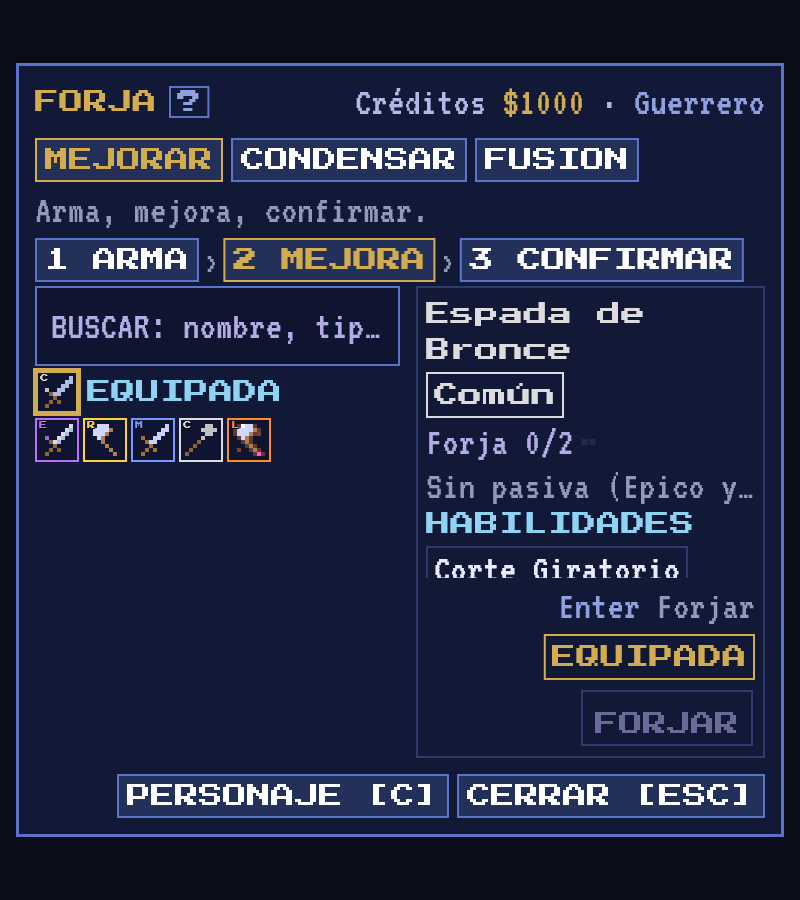 FORJA ? Créditos $1000 · Guerrero
MEJORAR CONDENSAR FUSION
Arma, mejora, confirmar.
1 ARMA › 2 MEJORA › 3 CONFIRMAR
BUSCAR: nombre, tip…
C EQUIPADA
E R M C L
Espada de
Bronce
Común
Forja 0/2
Sin pasiva (Epico y…
HABILIDADES
Corte Giratorio
Enter Forjar
EQUIPADA
FORJAR
PERSONAJE [C] CERRAR [ESC]